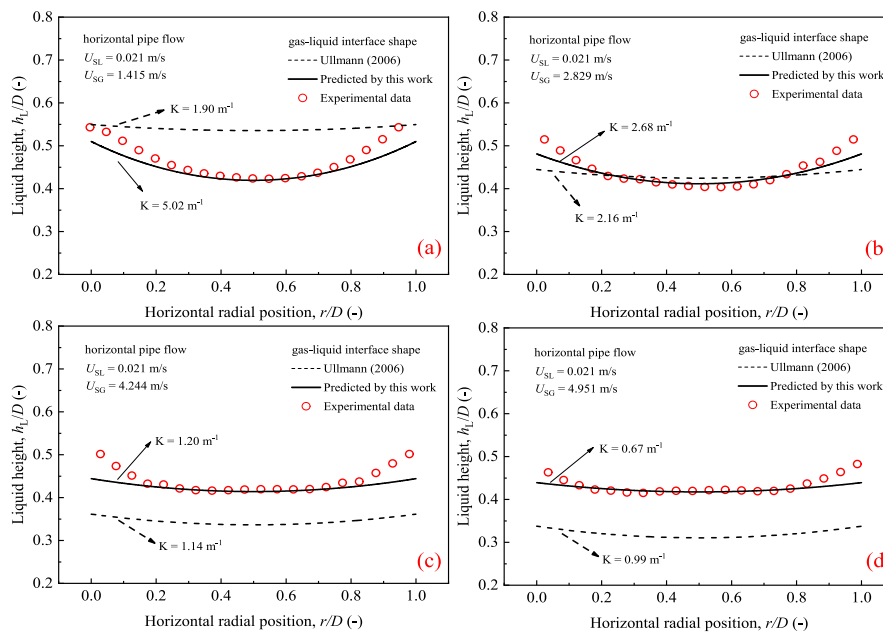 0.8
0.7
0.6
0.5
0.4
0.3
0.2
Liquid height, hL/D (-)
horizontal pipe flow
USL = 0.021 m/s
USG = 1.415 m/s
gas-liquid interface shape
Ullmann (2006)
Predicted by this work
Experimental data
K = 1.90 m-1
K = 5.02 m-1
(a)
0.0 0.2 0.4 0.6 0.8 1.0
Horizontal radial position, r/D (-)
0.8
0.7
0.6
0.5
0.4
0.3
0.2
Liquid height, hL/D (-)
horizontal pipe flow
USL = 0.021 m/s
USG = 2.829 m/s
gas-liquid interface shape
Ullmann (2006)
Predicted by this work
Experimental data
K = 2.68 m-1
K = 2.16 m-1
(b)
0.0 0.2 0.4 0.6 0.8 1.0
Horizontal radial position, r/D (-)
0.7
0.6
0.5
0.4
0.3
0.2
Liquid height, hL/D (-)
horizontal pipe flow
USL = 0.021 m/s
USG = 4.244 m/s
gas-liquid interface shape
Ullmann (2006)
Predicted by this work
Experimental data
K = 1.20 m-1
K = 1.14 m-1
(c)
0.0 0.2 0.4 0.6 0.8 1.0
Horizontal radial position, r/D (-)
0.7
0.6
0.5
0.4
0.3
0.2
Liquid height, hL/D (-)
horizontal pipe flow
USL = 0.021 m/s
USG = 4.951 m/s
gas-liquid interface shape
Ullmann (2006)
Predicted by this work
Experimental data
K = 0.67 m-1
K = 0.99 m-1
(d)
0.0 0.2 0.4 0.6 0.8 1.0
Horizontal radial position, r/D (-)